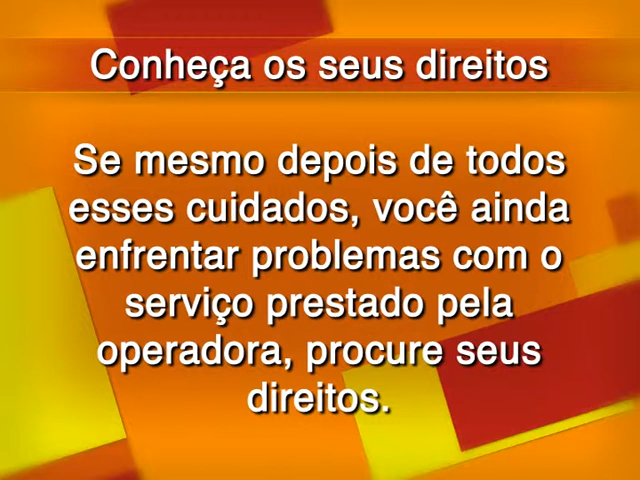 Conheça os seus direitos
Se mesmo depois de todos
esses cuidados, você ainda
enfrentar problemas com o
serviço prestado pela
operadora, procure seus
direitos.